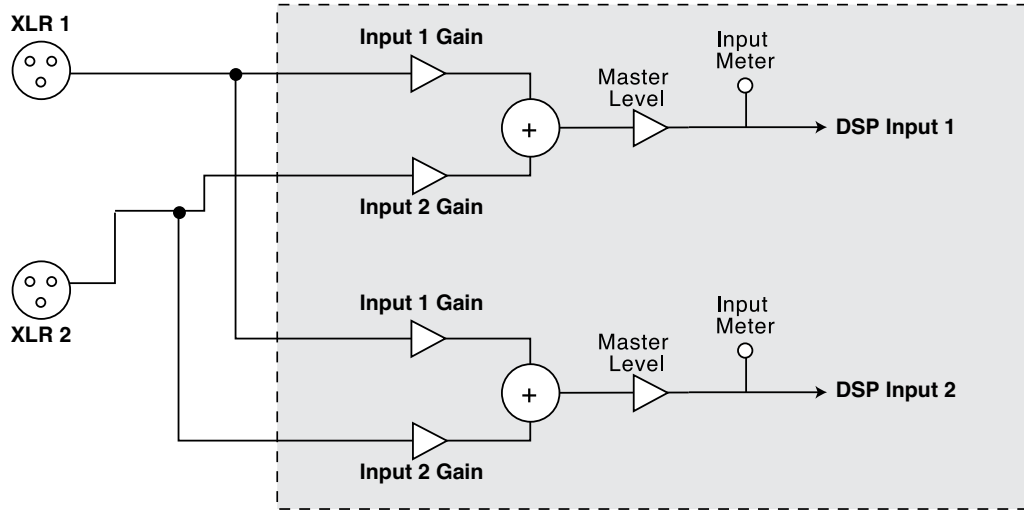 XLR 1
Input 1 Gain
Input
Meter
Master
Level
+
DSP Input 1
Input 2 Gain
XLR 2
Input 1 Gain
Input
Meter
Master
Level
+
DSP Input 2
Input 2 Gain